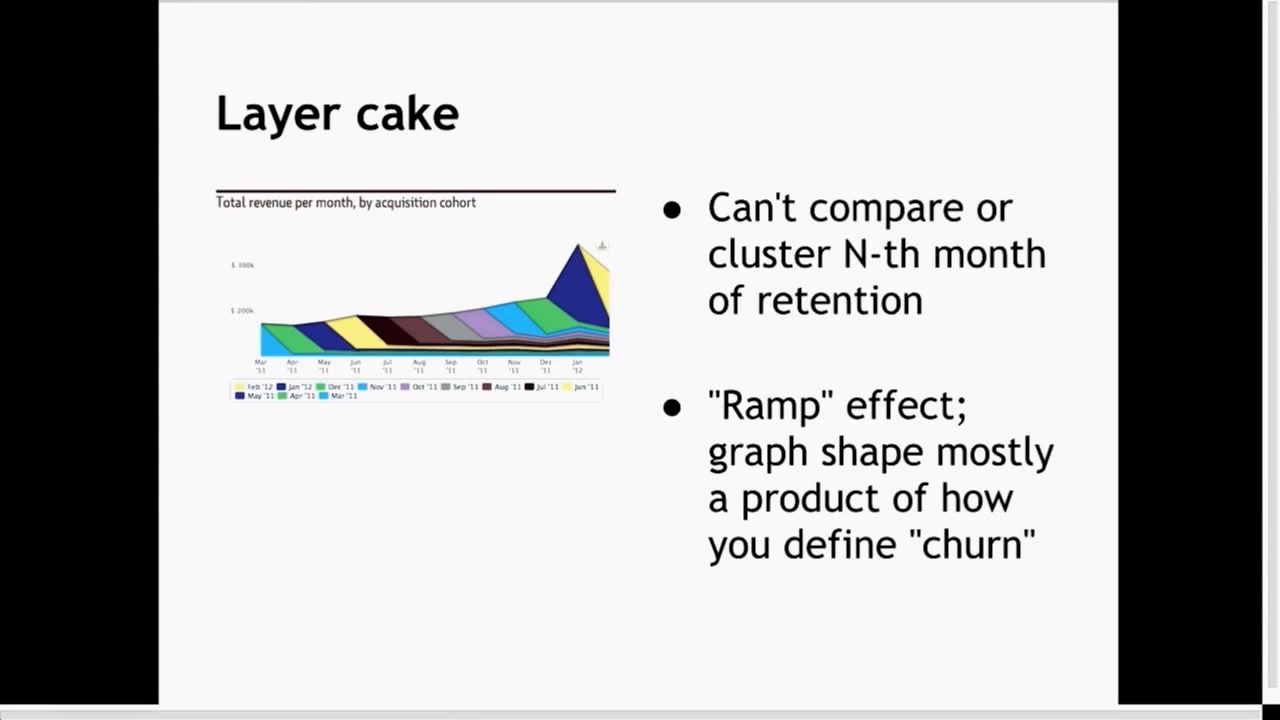 Layer cake
Total revenue per month, by acquisition cohort
$ 300k
$ 200k
Mar Apr May Jun Jul Aug Sep Oct Nov Dec Jan
'11 '11 '11 '11 '11 '11 '11 '11 '11 '11 '12
Feb '12 Jan '12 Dec '11 Nov '11 Oct '11 Sep '11 Aug '11 Jul '11 Jun '11
May '11 Apr '11 Mar '11
● Can't compare or
cluster N-th month
of retention
● "Ramp" effect;
graph shape mostly
a product of how
you define "churn"